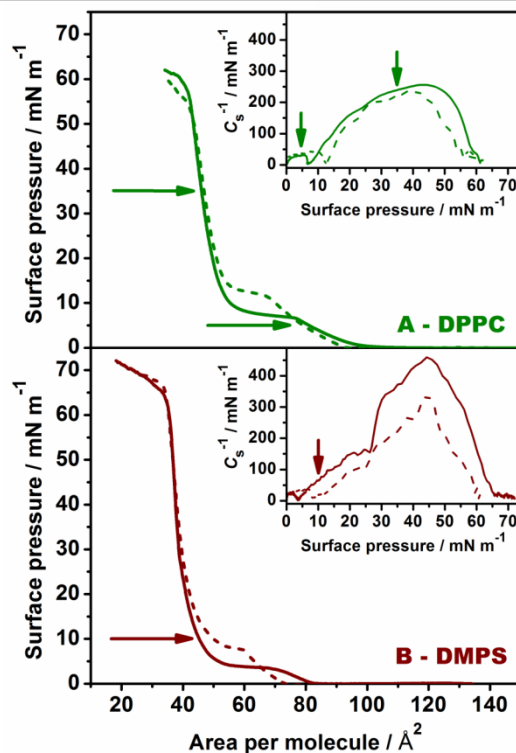 70
60
50
40
30
20
10
0
Surface pressure / mN m⁻¹
400
300
200
100
0
Cₛ⁻¹ / mN m⁻¹
0 10 20 30 40 50 60 70
Surface pressure / mN m⁻¹
A - DPPC
70
60
50
40
30
20
10
0
Surface pressure / mN m⁻¹
400
300
200
100
0
Cₛ⁻¹ / mN m⁻¹
0 10 20 30 40 50 60 70
Surface pressure / mN m⁻¹
B - DMPS
20 40 60 80 100 120 140
Area per molecule / Å²